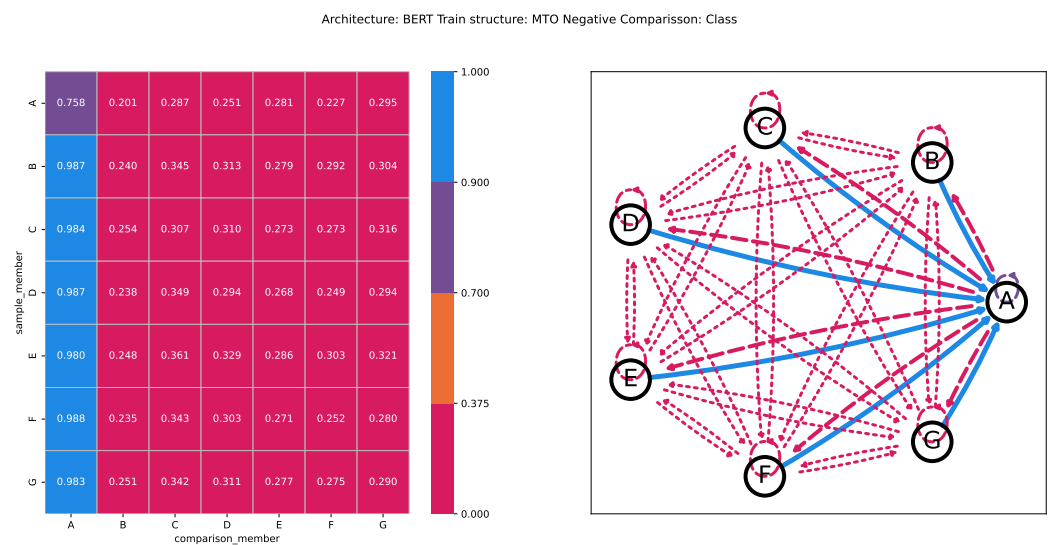 Architecture: BERT Train structure: MTO Negative Comparisson: Class
sample_member
A 0.758 0.201 0.287 0.251 0.281 0.227 0.295
B 0.987 0.240 0.345 0.313 0.279 0.292 0.304
C 0.984 0.254 0.307 0.310 0.273 0.273 0.316
D 0.987 0.238 0.349 0.294 0.268 0.249 0.294
E 0.980 0.248 0.361 0.329 0.286 0.303 0.321
F 0.988 0.235 0.343 0.303 0.271 0.252 0.280
G 0.983 0.251 0.342 0.311 0.277 0.275 0.290
A B C D E F G
comparison_member
1.000
0.900
0.700
0.375
0.000
C
B
D
A
E
G
F